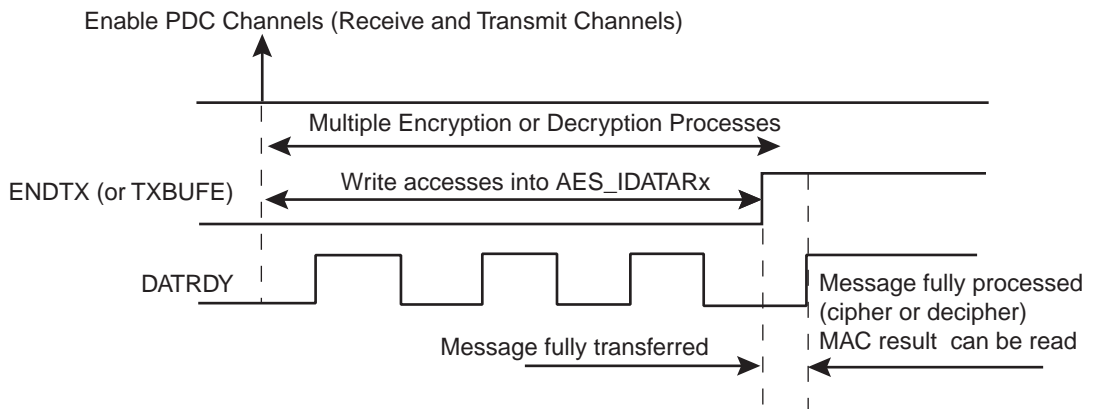 Enable PDC Channels (Receive and Transmit Channels)
Multiple Encryption or Decryption Processes
ENDTX (or TXBUFE)
Write accesses into AES_IDATARx
DATRDY
Message fully processed
(cipher or decipher)
MAC result can be read
Message fully transferred